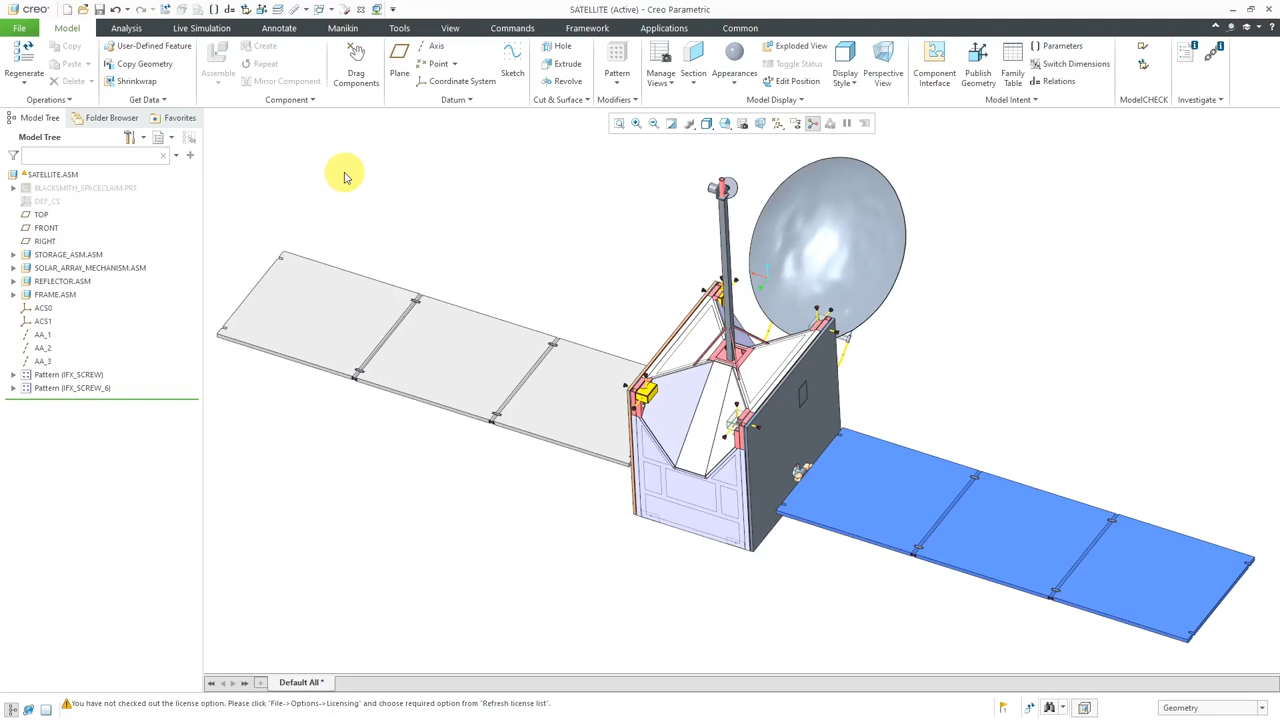 creo
SATELLITE (Active) - Creo Parametric
File Model Analysis Live Simulation Annotate Manikin Tools View Commands Framework Applications Common
Regenerate
Copy
Paste
Delete
Operations
User-Defined Feature
Copy Geometry
Shrinkwrap
Get Data
Assemble
Create
Repeat
Mirror Component
Component
Drag
Components
Plane
Axis
Point
Coordinate System
Sketch
Datum
Hole
Extrude
Revolve
Cut & Surface
Pattern
Modifiers
Manage
Views
Section
Appearances
Exploded View
Toggle Status
Edit Position
Display
Style
Perspective
View
Model Display
Component
Interface
Publish
Geometry
Family
Table
Parameters
Switch Dimensions
Relations
Model Intent
ModelCHECK
Investigate
Model Tree Folder Browser Favorites
Model Tree
SATELLITE.ASM
BLACKSMITH_SPACECLAIM.PRT
DEF_CS
TOP
FRONT
RIGHT
STORAGE_ASM.ASM
SOLAR_ARRAY_MECHANISM.ASM
REFLECTOR.ASM
FRAME.ASM
ACS0
ACS1
AA_1
AA_2
AA_3
Pattern (IFX_SCREW)
Pattern (IFX_SCREW_6)
Default All *
You have not checked out the license option. Please click "File->Options->Licensing" and choose required option from "Refresh license list".
Geometry